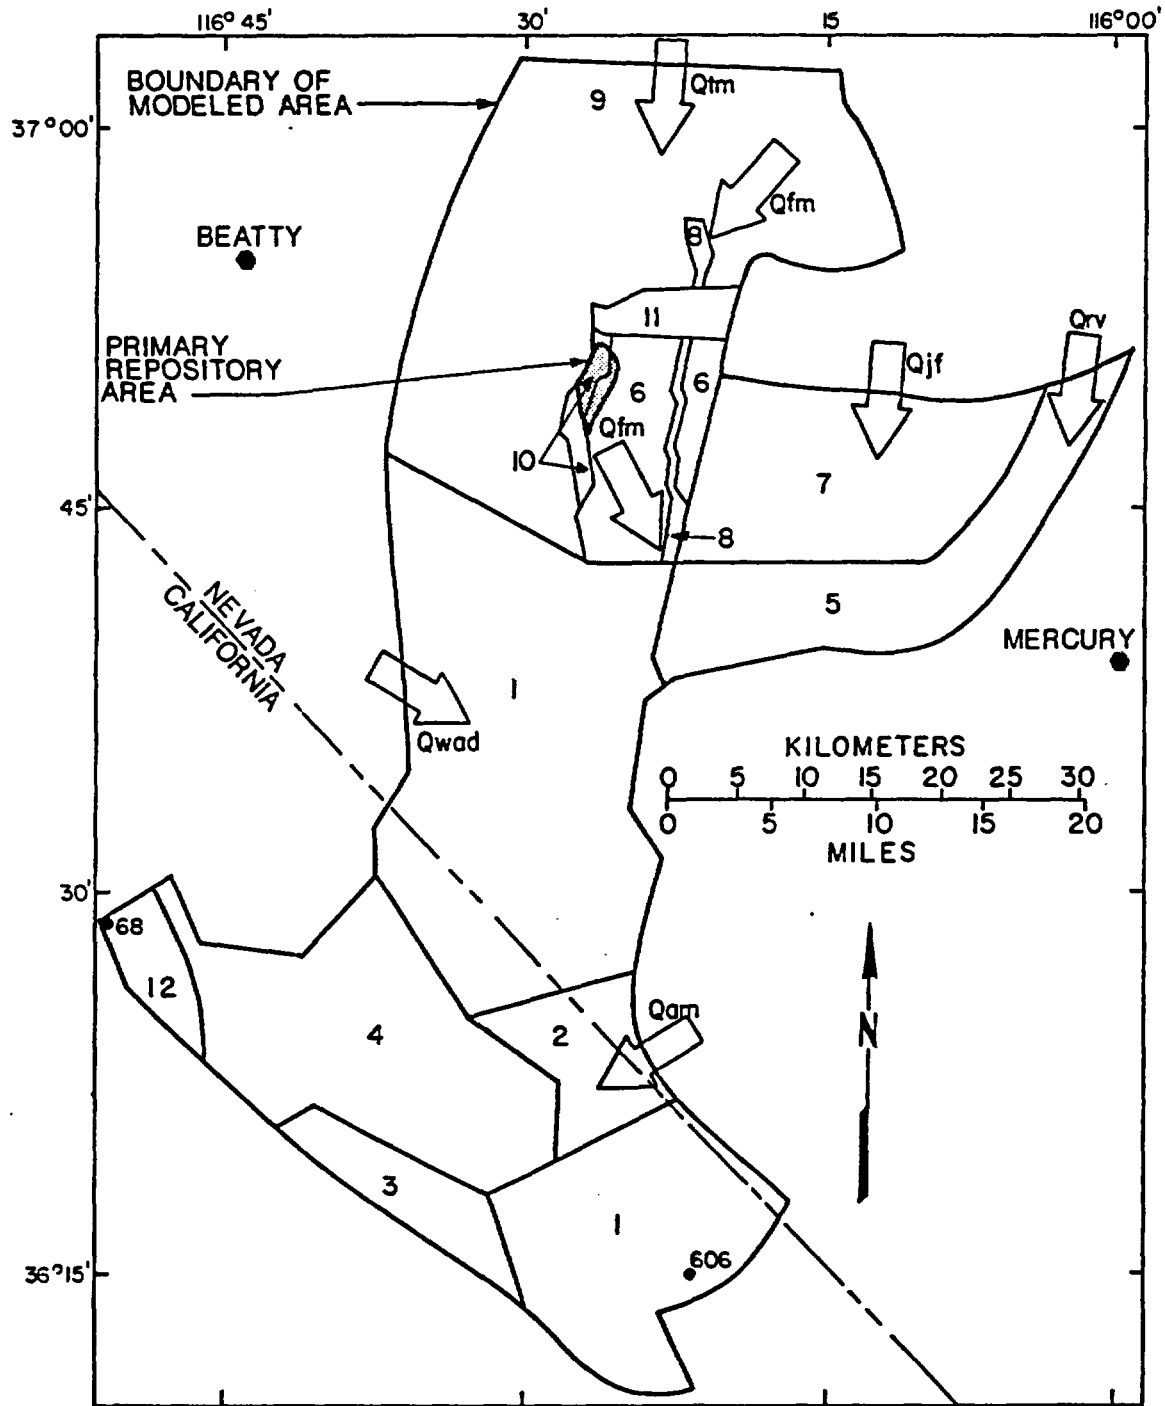 116° 45'
30'
15
116° 00'
BOUNDARY OF
MODELED AREA
9
Qtm
37° 00'
Qfm
BEATTY
8
11
PRIMARY
REPOSITORY
AREA
Qrv
Qjf
6
6
Qfm
10
7
45'
8
5
NEVADA
CALIFORNIA
MERCURY
1
Qwad
KILOMETERS
0 5 10 15 20 25 30
0 5 10 15 20
MILES
30'
68
12
4
2
Qam
N
3
1
606
36° 15'